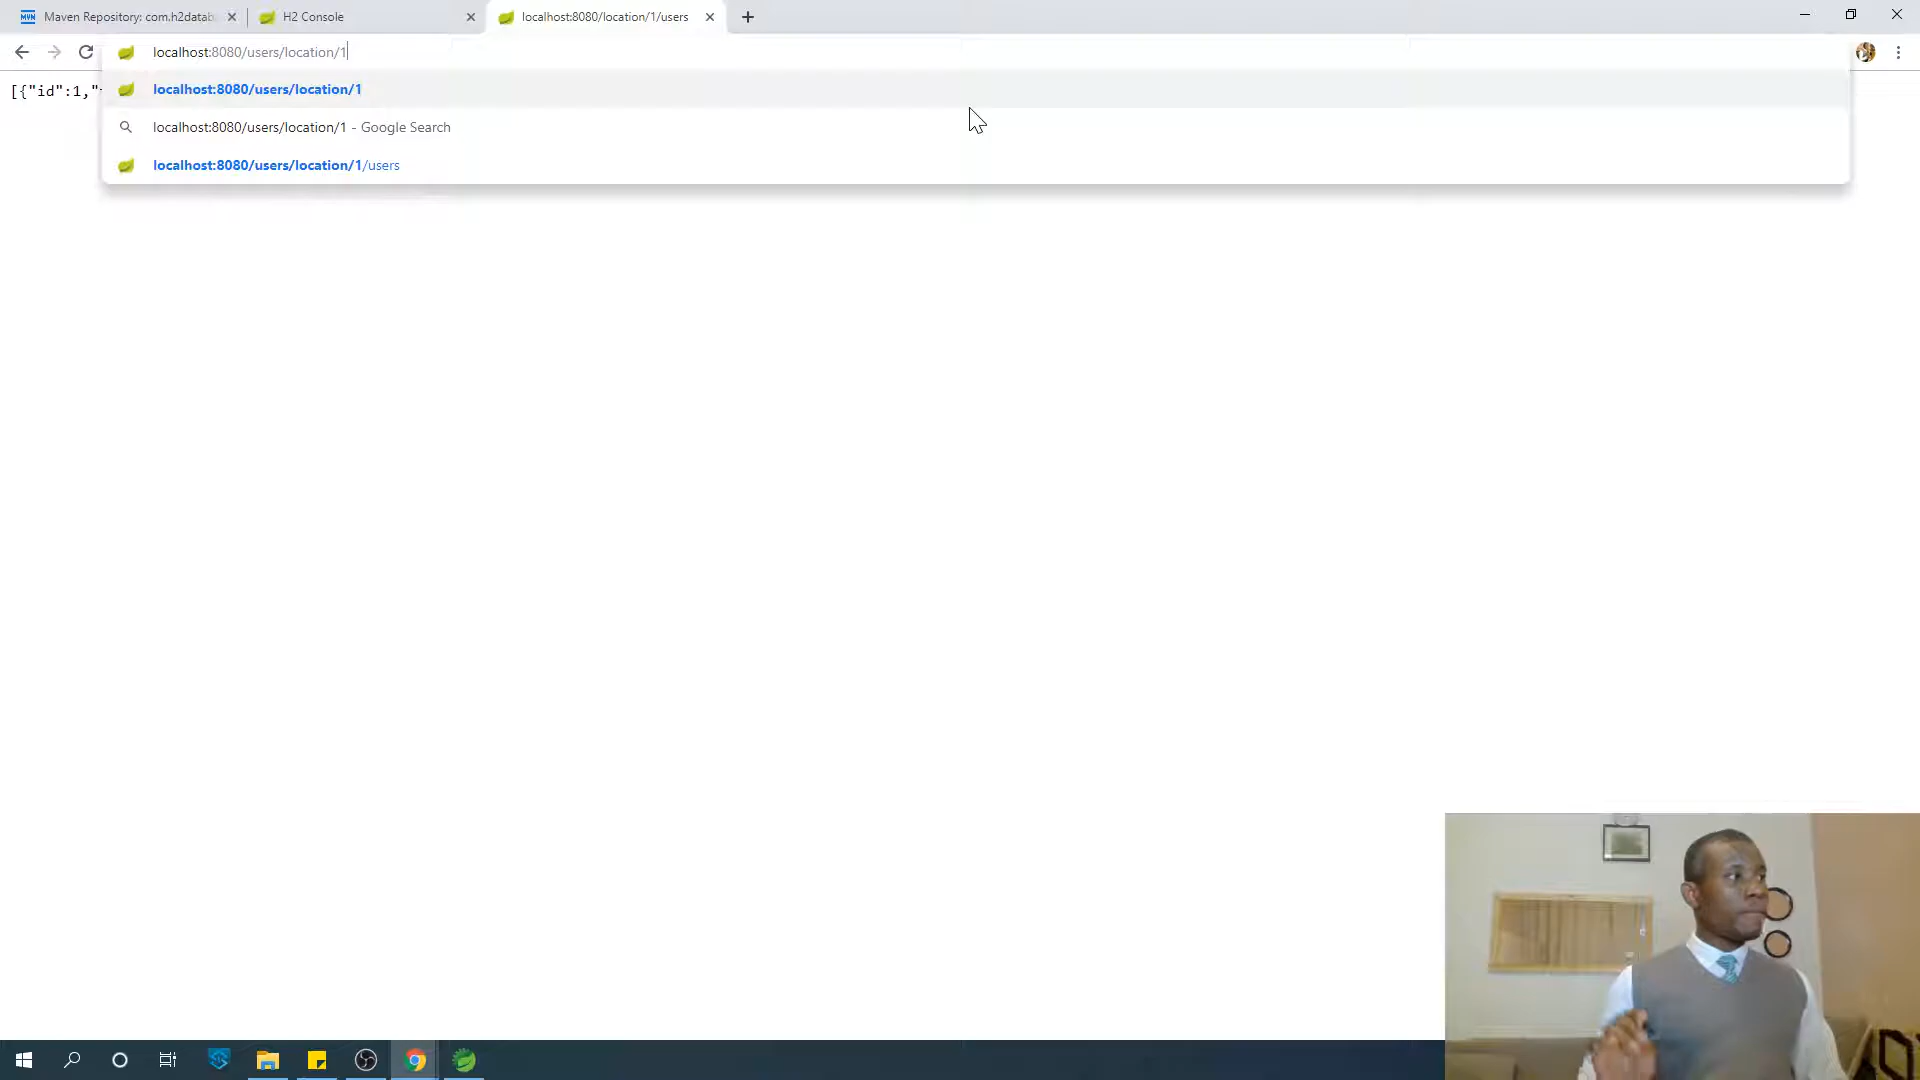 MVN Maven Repository: com.h2datab
H2 Console
localhost:8080/location/1/users
localhost:8080/users/location/1
[{"id":1,"
localhost:8080/users/location/1
localhost:8080/users/location/1 - Google Search
localhost:8080/users/location/1/users